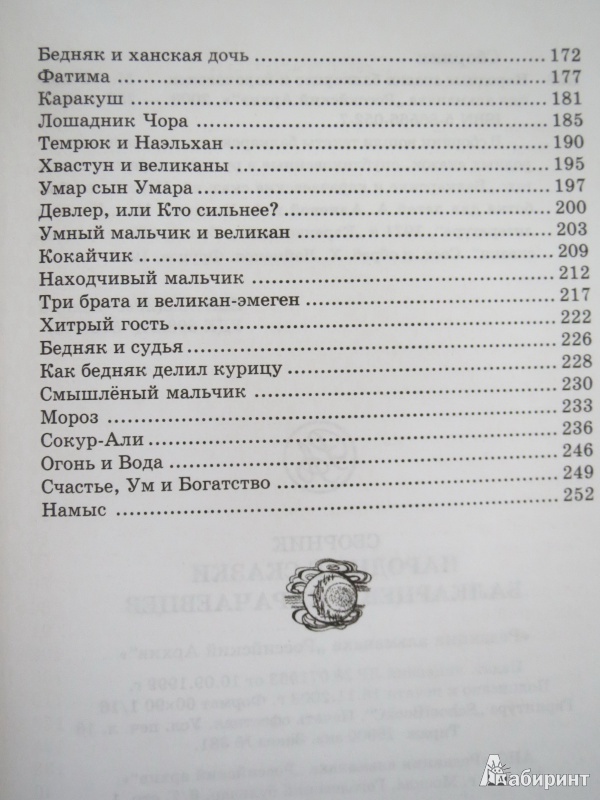 Бедняк и ханская дочь ........ 172
Фатима ........ 177
Каракуш ........ 181
Лошадник Чора ........ 185
Темрюк и Наэльхан ........ 190
Хвастун и великаны ........ 195
Умар сын Умара ........ 197
Девлер, или Кто сильнее? ........ 200
Умный мальчик и великан ........ 203
Кокайчик ........ 209
Находчивый мальчик ........ 212
Три брата и великан-эмеген ........ 217
Хитрый гость ........ 222
Бедняк и судья ........ 226
Как бедняк делил курицу ........ 228
Смышлёный мальчик ........ 230
Мороз ........ 233
Сокур-Али ........ 236
Огонь и Вода ........ 246
Счастье, Ум и Богатство ........ 249
Намыс ........ 252
Лабиринт